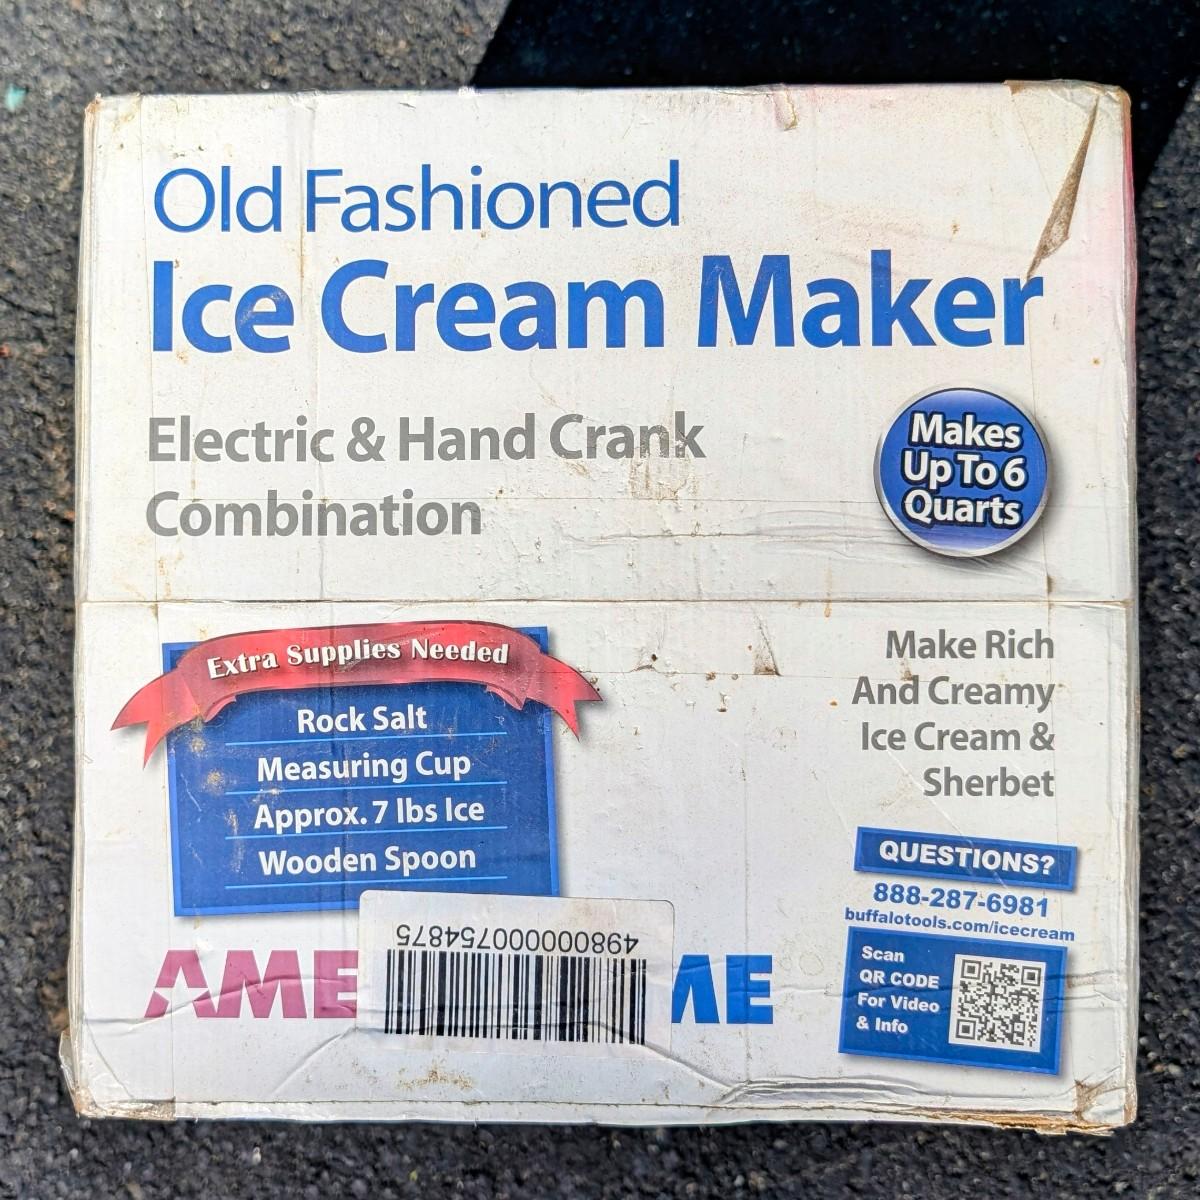 Old Fashioned
Ice Cream Maker
Electric & Hand Crank
Combination
Makes
Up To 6
Quarts
Extra Supplies Needed
Rock Salt
Measuring Cup
Approx. 7 lbs Ice
Wooden Spoon
Make Rich
And Creamy
Ice Cream &
Sherbet
QUESTIONS?
888-287-6981
buffalotools.com/icecream
Scan
QR CODE
For Video
& Info
4980000754875